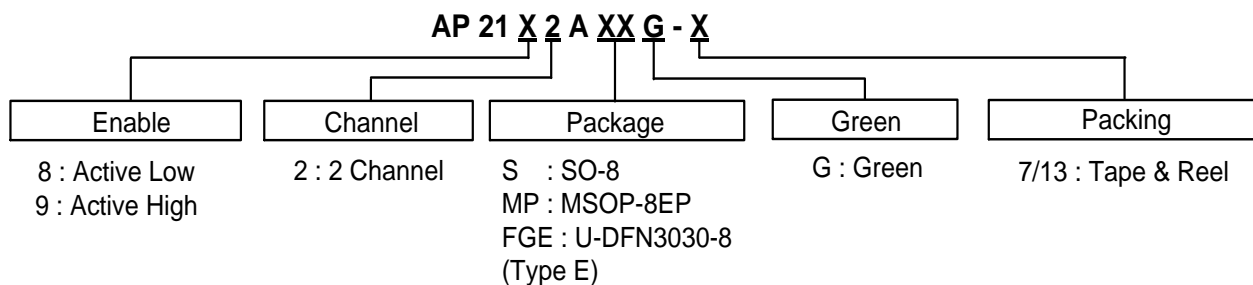 AP 21 X 2 A XX G - X
Enable
Channel
Package
Green
Packing
8 : Active Low
9 : Active High
2 : 2 Channel
S : SO-8
MP : MSOP-8EP
FGE : U-DFN3030-8
(Type E)
G : Green
7/13 : Tape & Reel